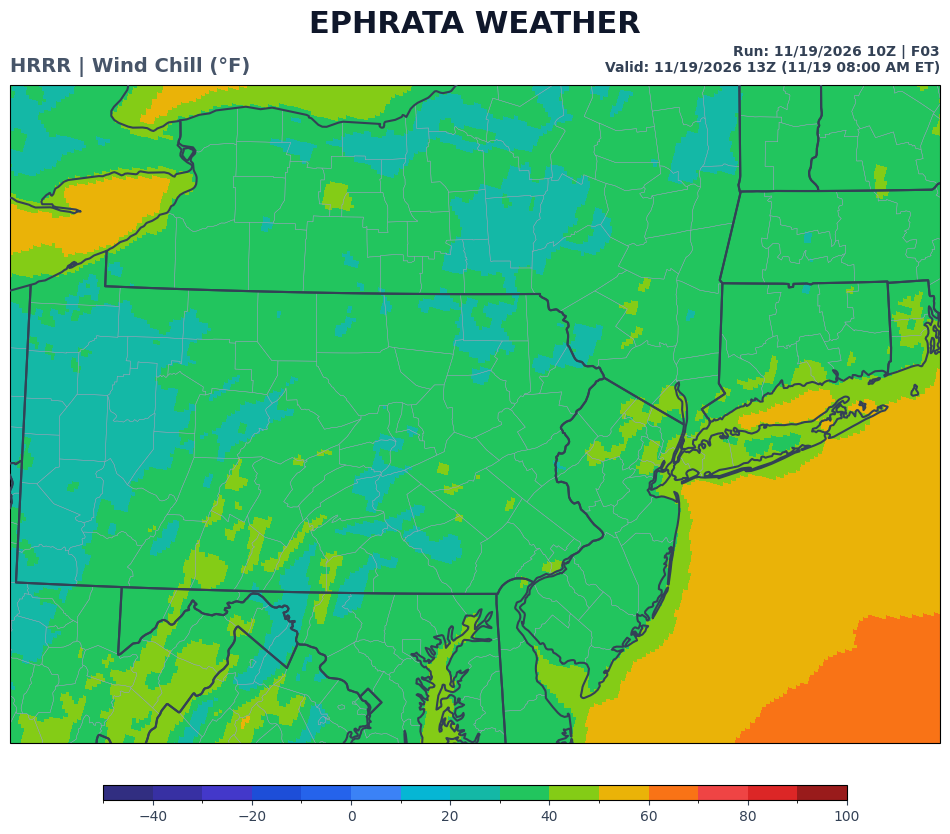 EPHRATA WEATHER
HRRR | Wind Chill (°F)
Run: 11/19/2026 10Z | F03
Valid: 11/19/2026 13Z (11/19 08:00 AM ET)
−40 −20 0 20 40 60 80 100